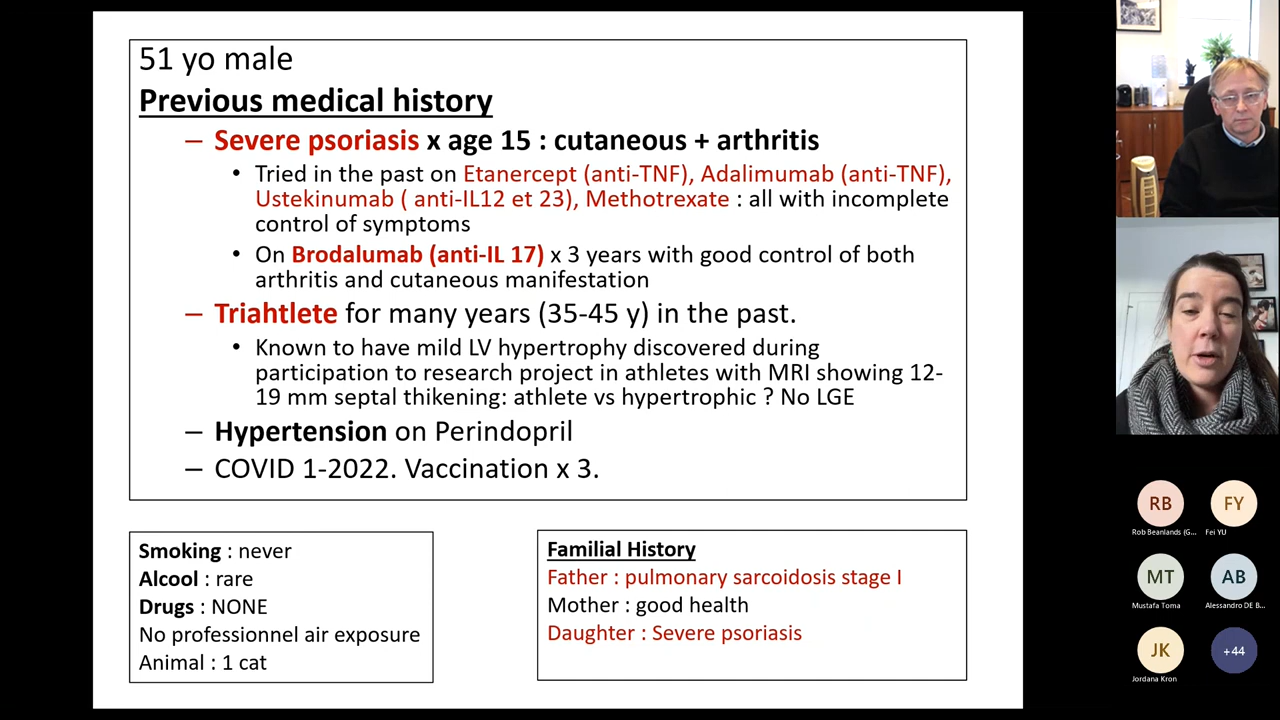 51 yo male
Previous medical history
– Severe psoriasis x age 15 : cutaneous + arthritis
• Tried in the past on Etanercept (anti-TNF), Adalimumab (anti-TNF),
Ustekinumab ( anti-IL12 et 23), Methotrexate : all with incomplete
control of symptoms
• On Brodalumab (anti-IL 17) x 3 years with good control of both
arthritis and cutaneous manifestation
– Triahtlete for many years (35-45 y) in the past.
• Known to have mild LV hypertrophy discovered during
participation to research project in athletes with MRI showing 12-
19 mm septal thikening: athlete vs hypertrophic ? No LGE
– Hypertension on Perindopril
– COVID 1-2022. Vaccination x 3.
Smoking : never
Alcool : rare
Drugs : NONE
No professionnel air exposure
Animal : 1 cat
Familial History
Father : pulmonary sarcoidosis stage I
Mother : good health
Daughter : Severe psoriasis
RB
FY
Rob Beanlands (G...
Fei YU
MT
AB
Mustafa Toma
Alessandro DE B...
JK
+44
Jordana Kron